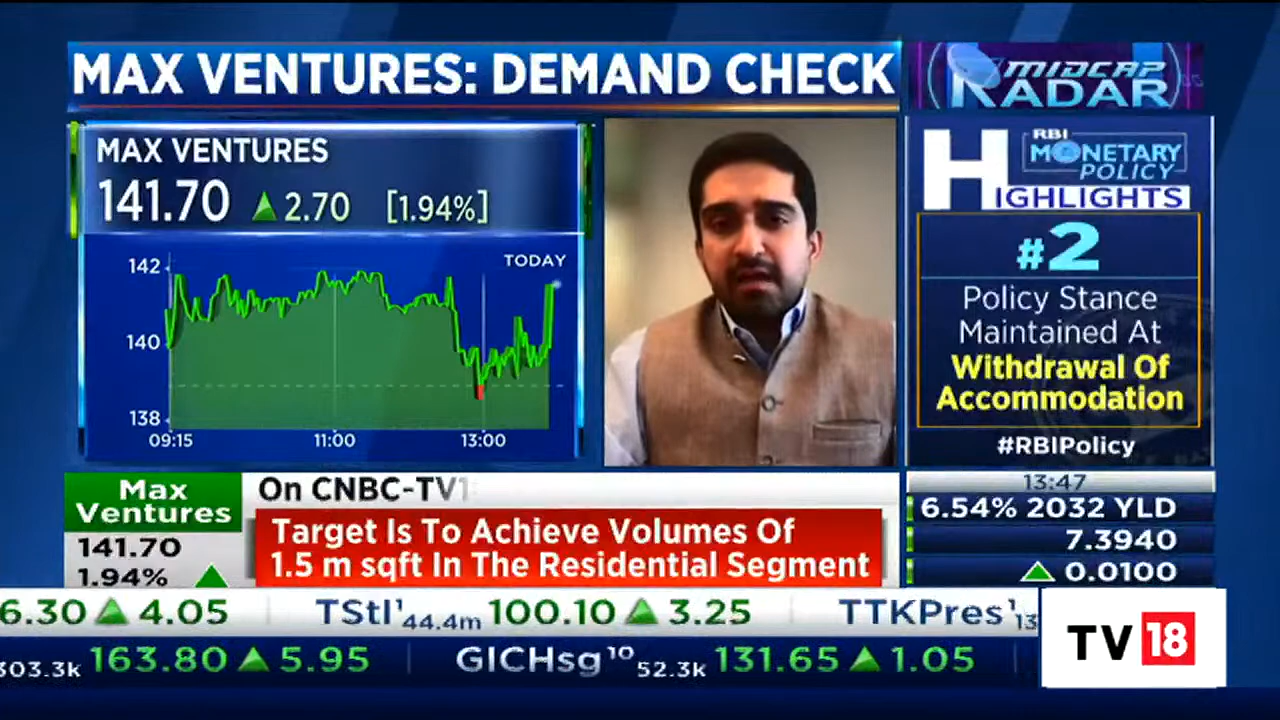 MAX VENTURES: DEMAND CHECK
MIDCAP
RADAR
MAX VENTURES
141.70 ▲ 2.70 [1.94%]
TODAY
142
140
138
09:15 11:00 13:00
RBI
MONETARY
POLICY
HIGHLIGHTS
#2
Policy Stance
Maintained At
Withdrawal Of
Accommodation
#RBIPolicy
Max
Ventures
141.70
1.94% ▲
On CNBC-TV1
Target Is To Achieve Volumes Of
1.5 m sqft In The Residential Segment
13:47
6.54% 2032 YLD
7.3940
▲ 0.0100
6.30 ▲ 4.05 TStl¹ 44.4m 100.10 ▲ 3.25 TTKPres¹ 13
303.3k 163.80 ▲ 5.95 GICHsg¹⁰ 52.3k 131.65 ▲ 1.05
TV18